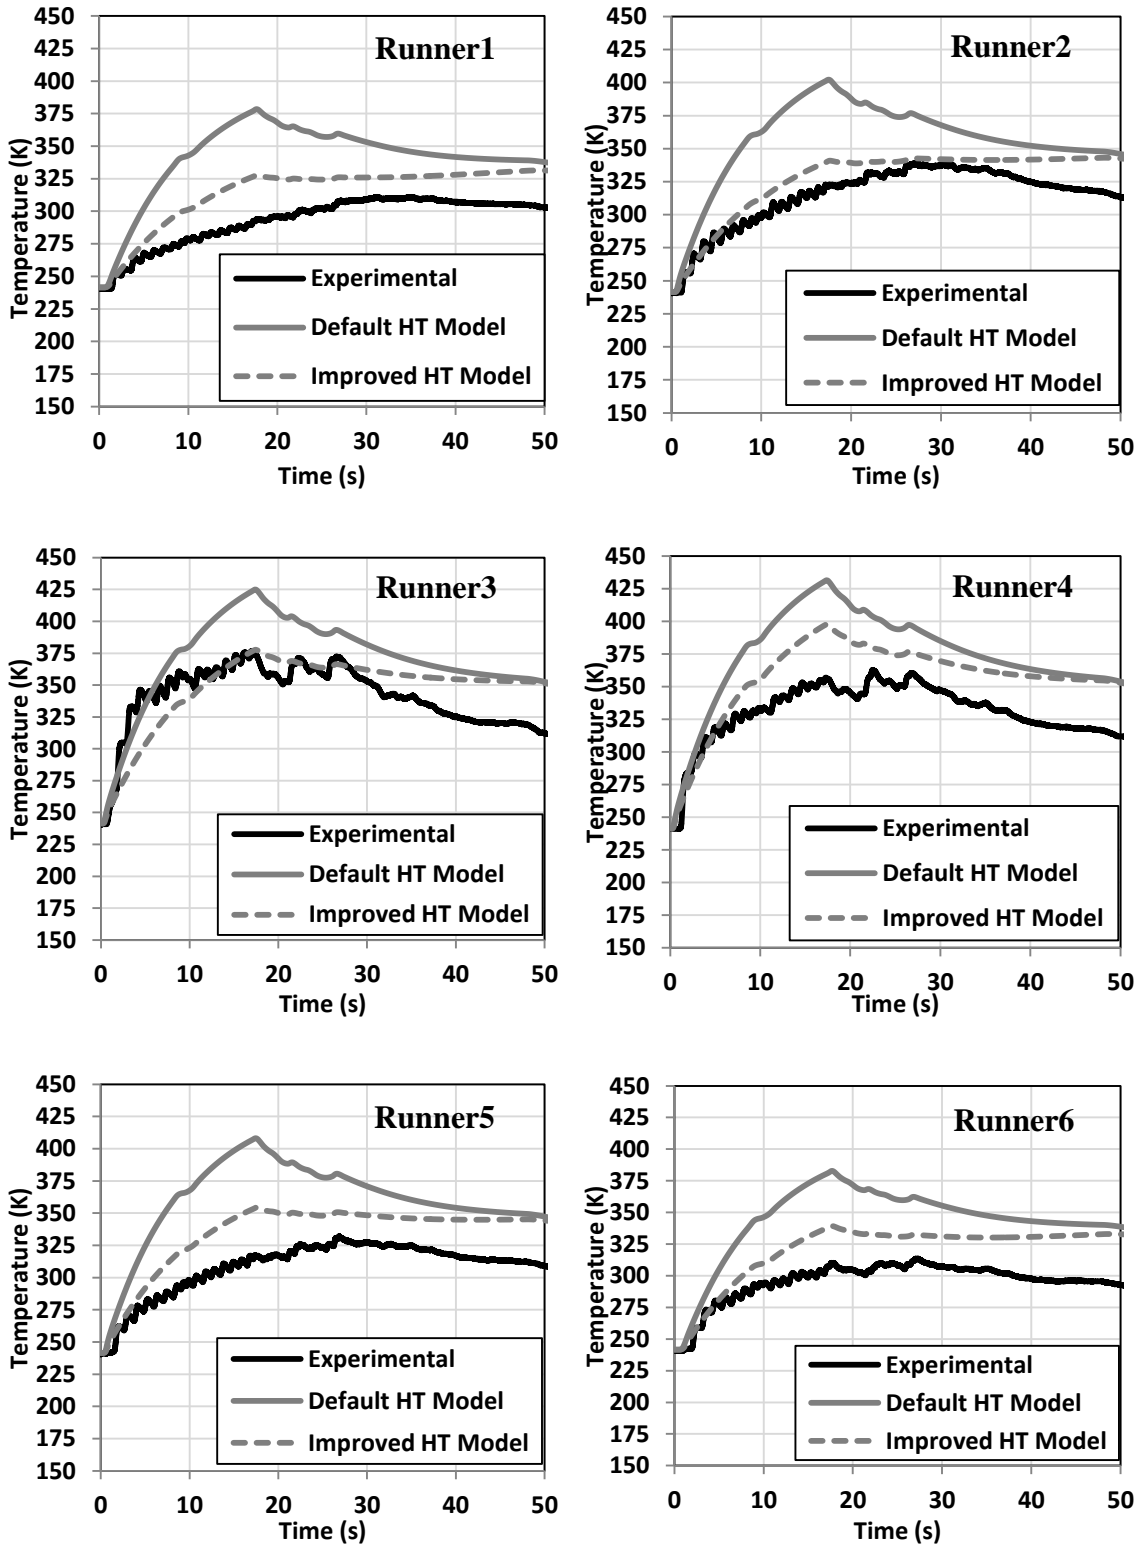 Runner1
Temperature (K)
450
425
400
375
350
325
300
275
250
225
200
175
150
Experimental
Default HT Model
Improved HT Model
0 10 20 30 40 50
Time (s)
Runner2
Temperature (K)
450
425
400
375
350
325
300
275
250
225
200
175
150
Experimental
Default HT Model
Improved HT Model
0 10 20 30 40 50
Time (s)
Runner3
Temperature (K)
450
425
400
375
350
325
300
275
250
225
200
175
150
Experimental
Default HT Model
Improved HT Model
0 10 20 30 40 50
Time (s)
Runner4
Temperature (K)
450
425
400
375
350
325
300
275
250
225
200
175
150
Experimental
Default HT Model
Improved HT Model
0 10 20 30 40 50
Time (s)
Runner5
Temperature (K)
450
425
400
375
350
325
300
275
250
225
200
175
150
Experimental
Default HT Model
Improved HT Model
0 10 20 30 40 50
Time (s)
Runner6
Temperature (K)
450
425
400
375
350
325
300
275
250
225
200
175
150
Experimental
Default HT Model
Improved HT Model
0 10 20 30 40 50
Time (s)